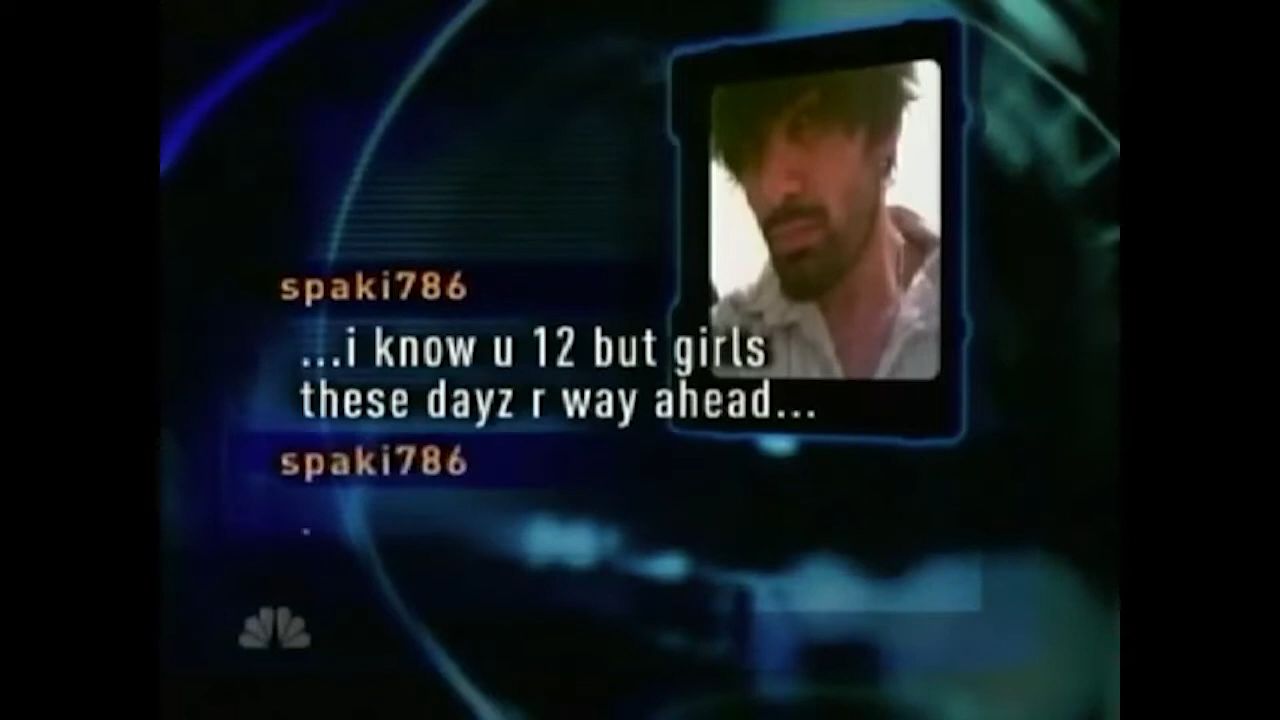 spaki786
...i know u 12 but girls
these dayz r way ahead...
spaki786
.